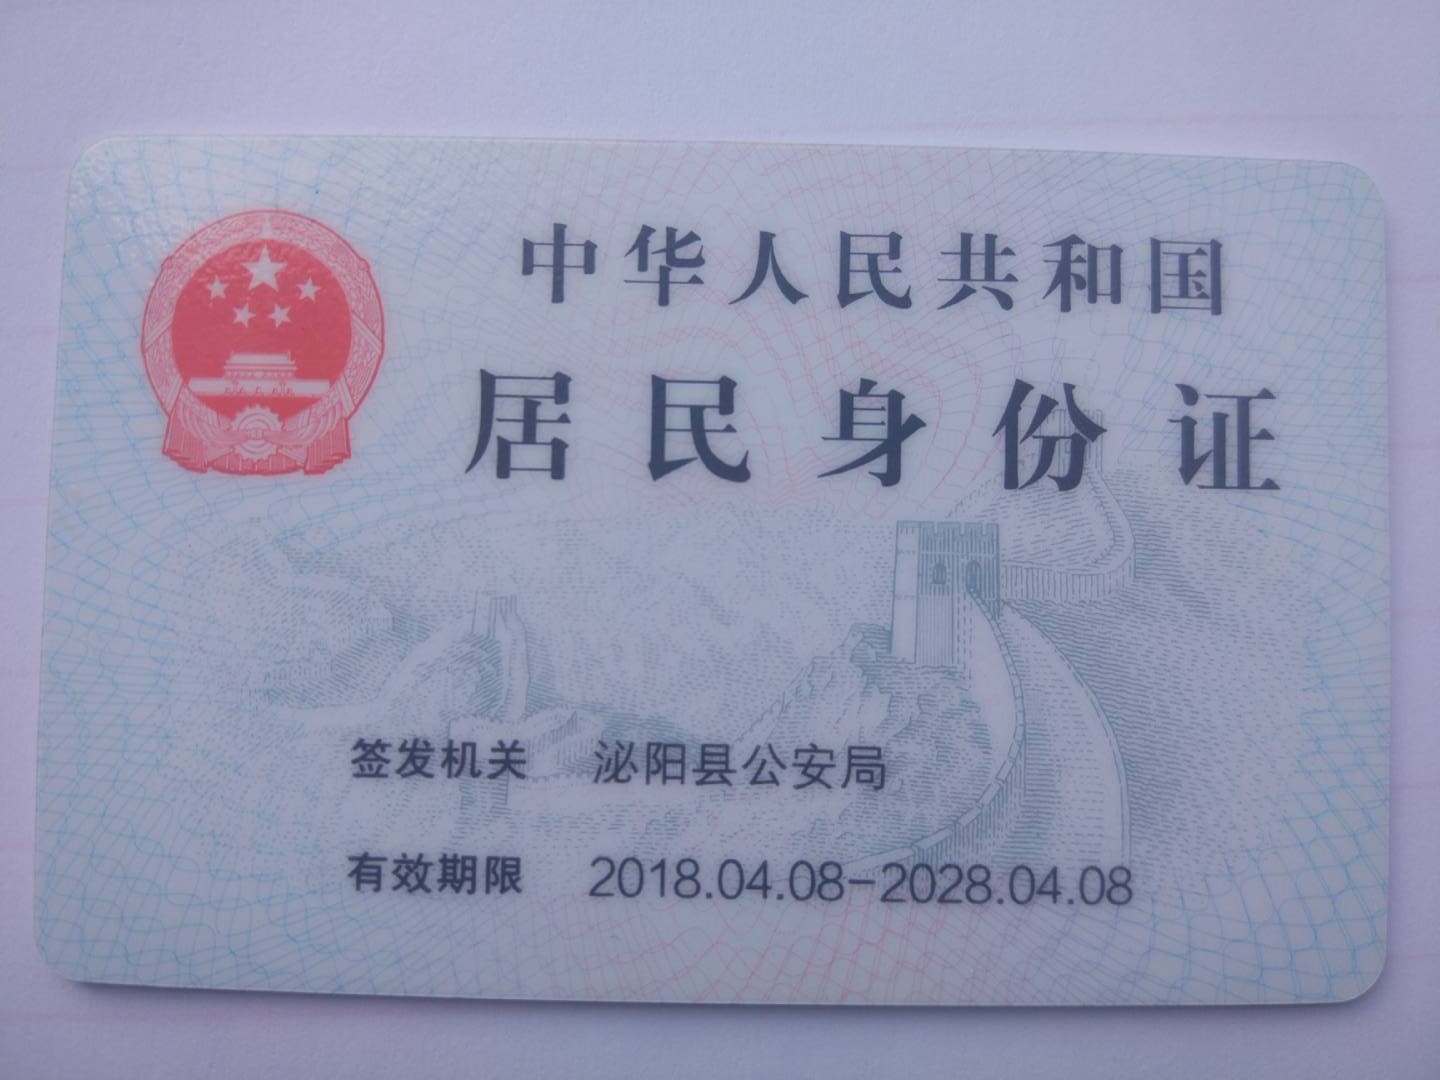 中华人民共和国
居民身份证
签发机关 泌阳县公安局
有效期限 2018.04.08-2028.04.08